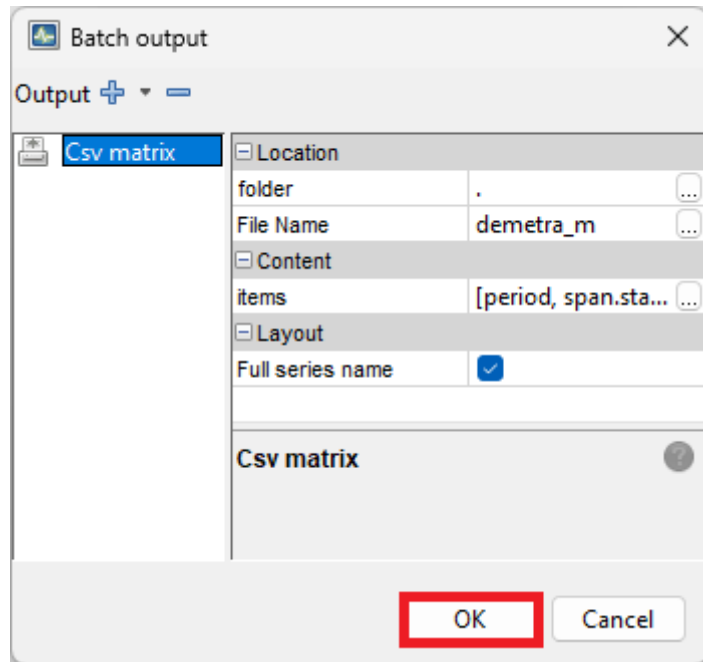 Batch output
Output
Csv matrix
Location
folder .
File Name demetra_m
Content
items [period, span.sta...
Layout
Full series name
Csv matrix
OK Cancel